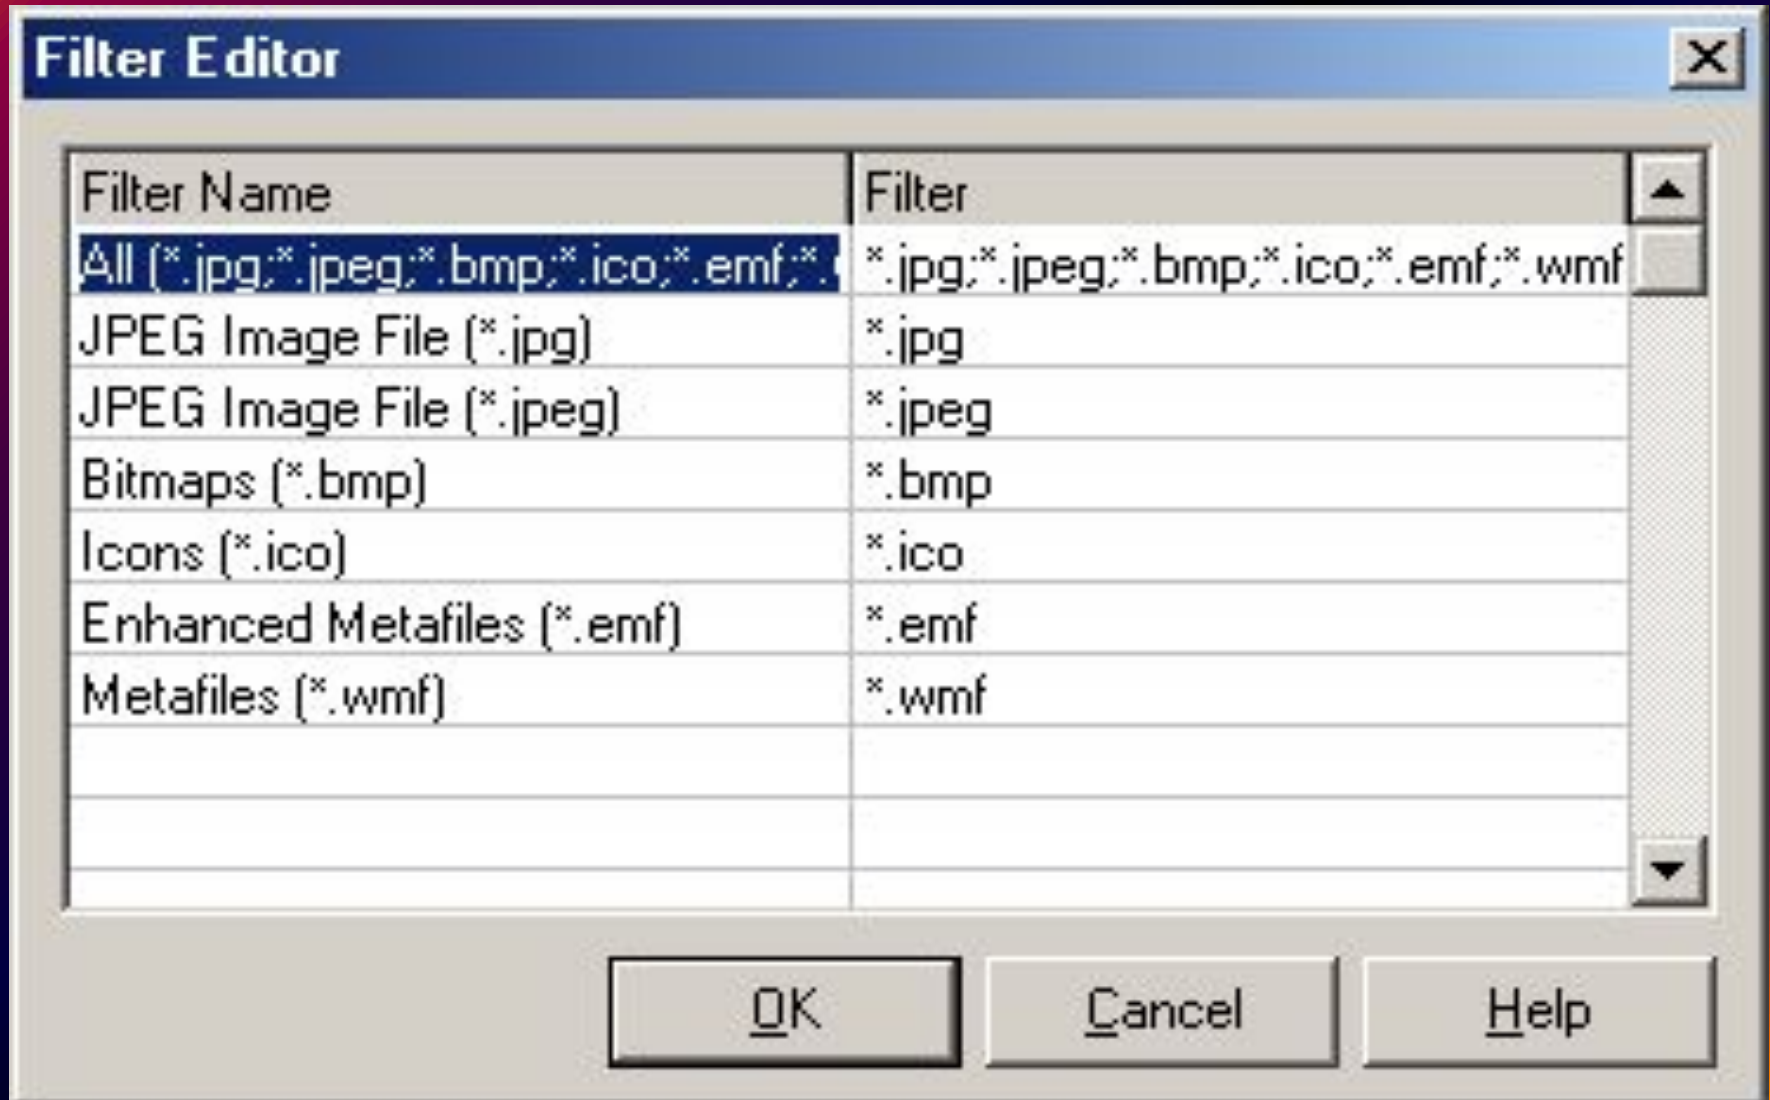 Filter Editor
Filter Name Filter
All (*.jpg;*.jpeg;*.bmp;*.ico;*.emf;*. *.jpg;*.jpeg;*.bmp;*.ico;*.emf;*.wmf
JPEG Image File (*.jpg) *.jpg
JPEG Image File (*.jpeg) *.jpeg
Bitmaps (*.bmp) *.bmp
Icons (*.ico) *.ico
Enhanced Metafiles (*.emf) *.emf
Metafiles (*.wmf) *.wmf
OK Cancel Help